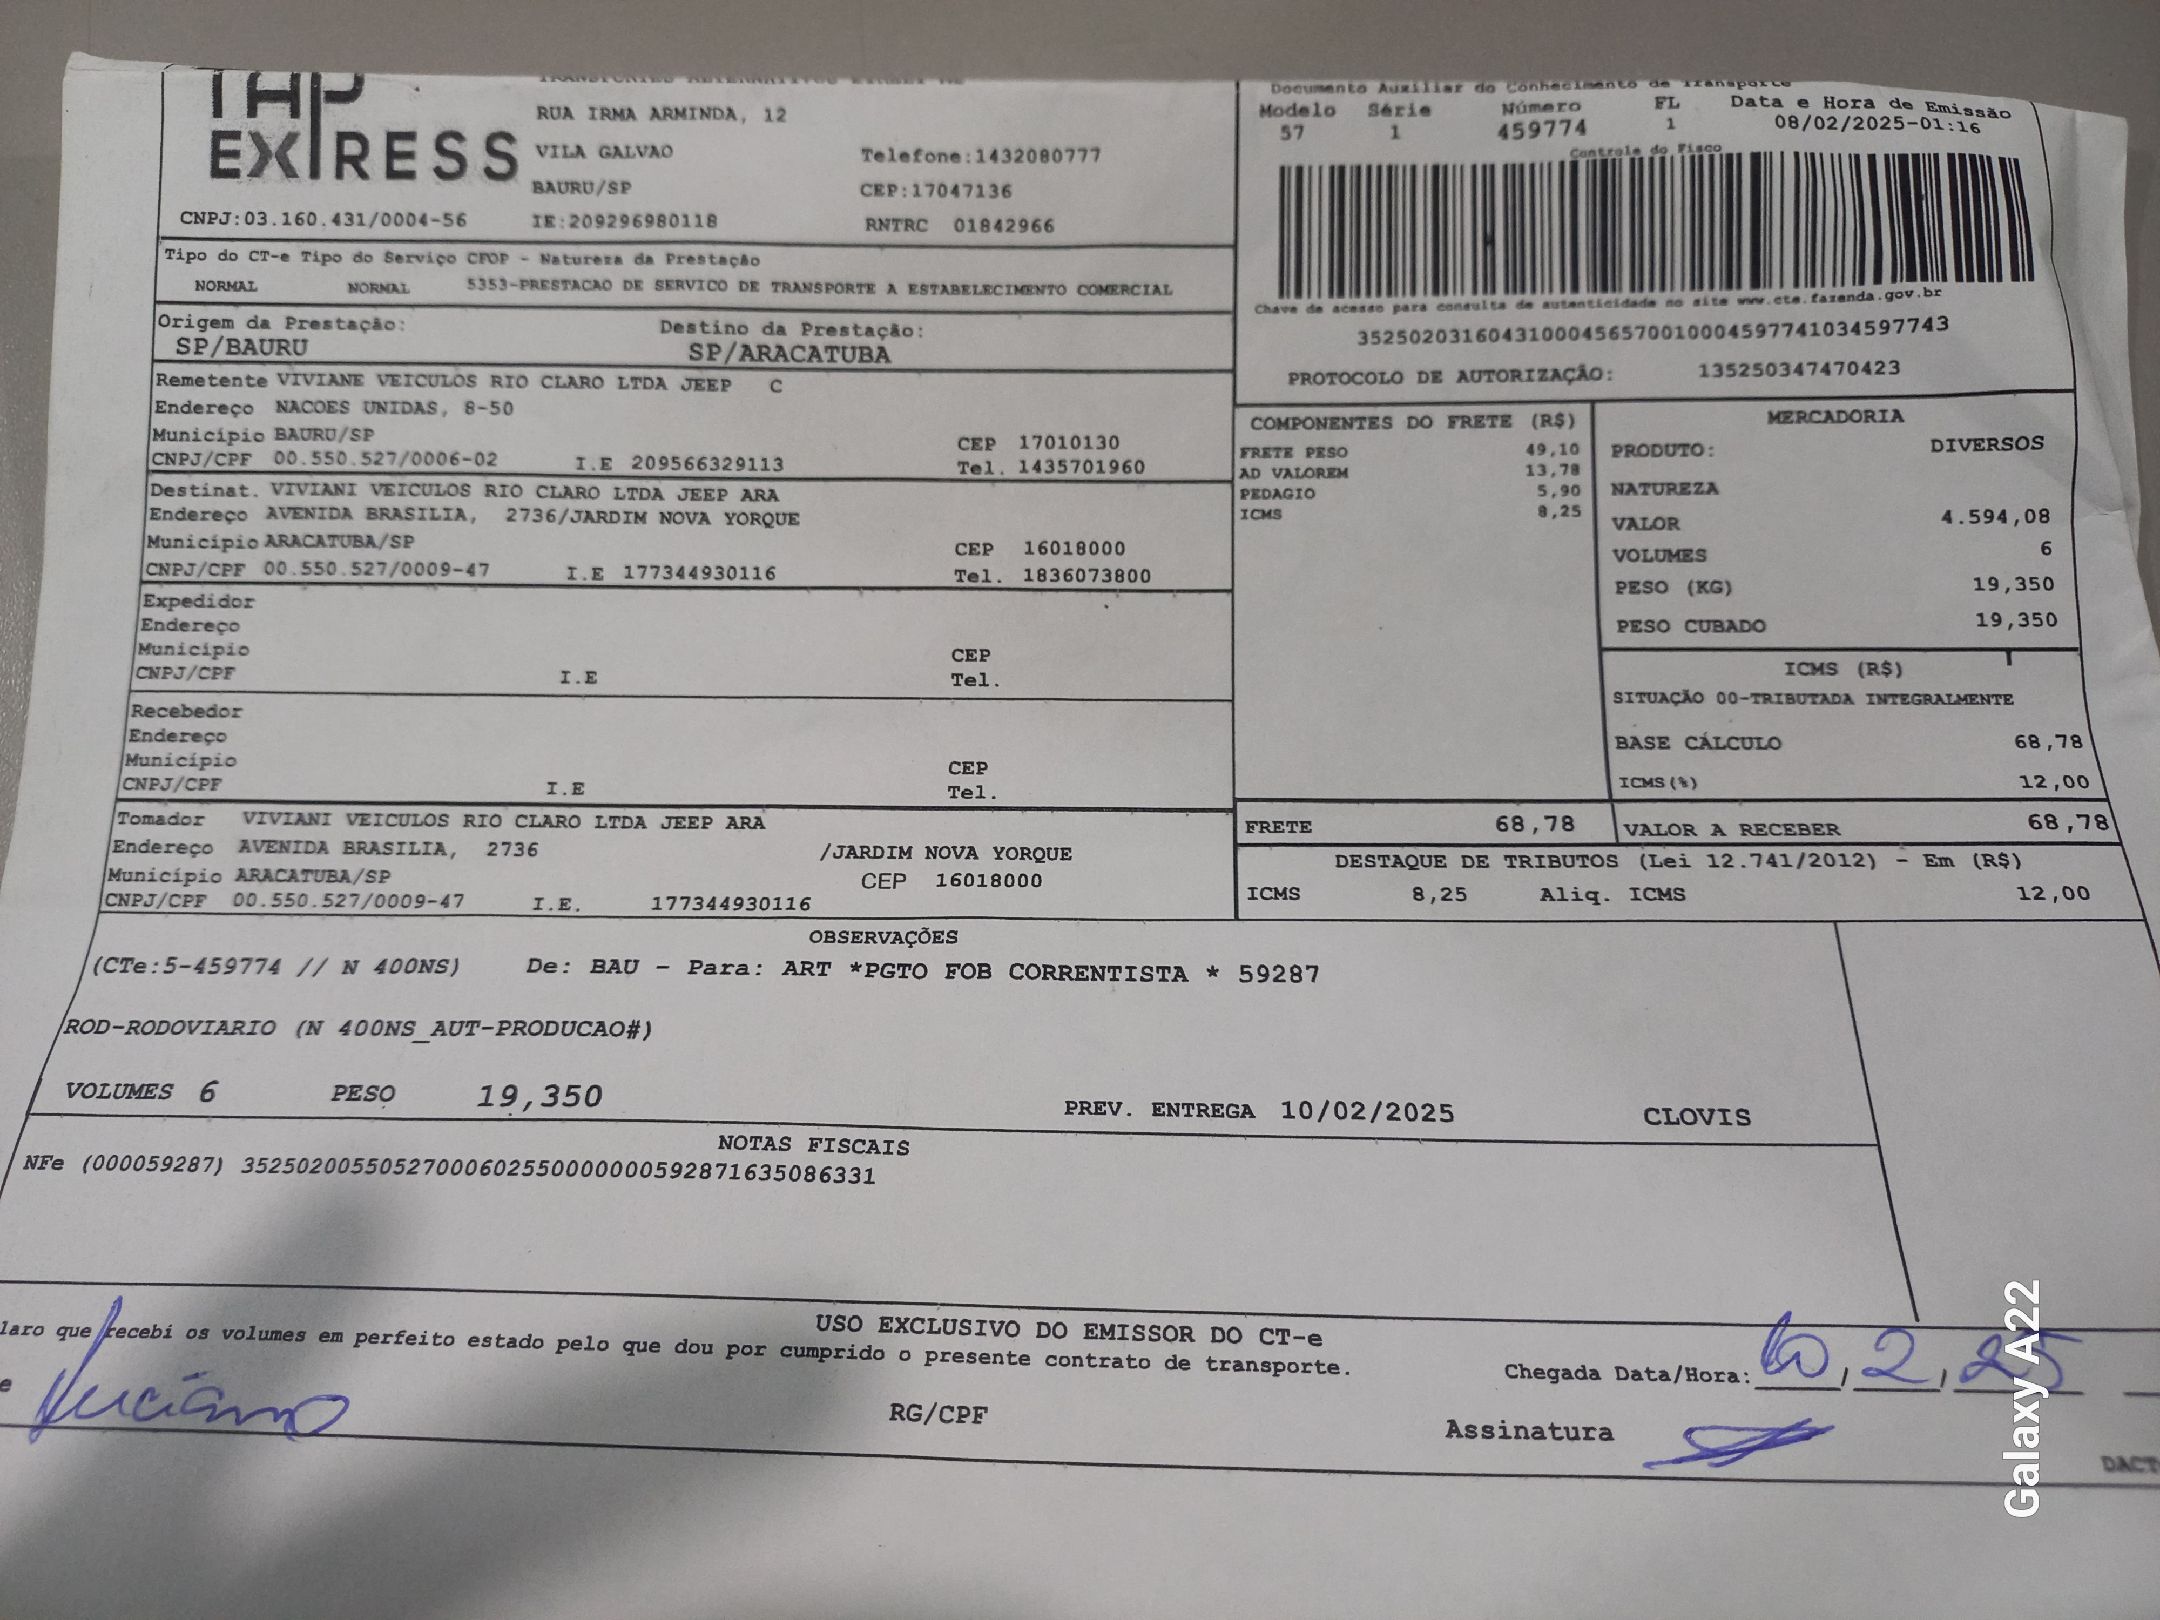 TAP
EXPRESS
RUA IRMA ARMINDA, 12
VILA GALVAO Telefone:1432080777
BAURU/SP CEP:17047136
CNPJ:03.160.431/0004-56 IE:209296980118 RNTRC 01842966
Documento Auxiliar do Conhecimento de Transporte
Modelo Série Número FL Data e Hora de Emissão
57 1 459774 1 08/02/2025-01:16
Controle do Fisco
Chave de acesso para consulta de autenticidade no site www.cte.fazenda.gov.br
35250203160431000456570010004597741034597743
PROTOCOLO DE AUTORIZAÇÃO: 135250347470423
Tipo do CT-e Tipo do Serviço CFOP - Natureza da Prestação
NORMAL NORMAL 5353-PRESTACAO DE SERVICO DE TRANSPORTE A ESTABELECIMENTO COMERCIAL
Origem da Prestação: Destino da Prestação:
SP/BAURU SP/ARACATUBA
Remetente VIVIANE VEICULOS RIO CLARO LTDA JEEP C
Endereço NACOES UNIDAS, 8-50
Município BAURU/SP CEP 17010130
CNPJ/CPF 00.550.527/0006-02 I.E 209566329113 Tel. 1435701960
Destinat. VIVIANI VEICULOS RIO CLARO LTDA JEEP ARA
Endereço AVENIDA BRASILIA, 2736/JARDIM NOVA YORQUE
Município ARACATUBA/SP CEP 16018000
CNPJ/CPF 00.550.527/0009-47 I.E 177344930116 Tel. 1836073800
Expedidor
Endereço
Município CEP
CNPJ/CPF I.E Tel.
Recebedor
Endereço
Município CEP
CNPJ/CPF I.E Tel.
Tomador VIVIANI VEICULOS RIO CLARO LTDA JEEP ARA
Endereço AVENIDA BRASILIA, 2736 /JARDIM NOVA YORQUE
Município ARACATUBA/SP CEP 16018000
CNPJ/CPF 00.550.527/0009-47 I.E. 177344930116
COMPONENTES DO FRETE (R$)
FRETE PESO 49,10
AD VALOREM 13,78
PEDAGIO 5,90
ICMS 8,25
MERCADORIA
PRODUTO: DIVERSOS
NATUREZA
VALOR 4.594,08
VOLUMES 6
PESO (KG) 19,350
PESO CUBADO 19,350
ICMS (R$)
SITUAÇÃO 00-TRIBUTADA INTEGRALMENTE
BASE CÁLCULO 68,78
ICMS(%) 12,00
FRETE 68,78 VALOR A RECEBER 68,78
DESTAQUE DE TRIBUTOS (Lei 12.741/2012) - Em (R$)
ICMS 8,25 Aliq. ICMS 12,00
OBSERVAÇÕES
(CTe:5-459774 // N 400NS) De: BAU - Para: ART *PGTO FOB CORRENTISTA * 59287
ROD-RODOVIARIO (N 400NS_AUT-PRODUCAO#)
VOLUMES 6 PESO 19,350 PREV. ENTREGA 10/02/2025 CLOVIS
NOTAS FISCAIS
NFe (000059287) 35250200550527000602550000000592871635086331
USO EXCLUSIVO DO EMISSOR DO CT-e
laro que recebi os volumes em perfeito estado pelo que dou por cumprido o presente contrato de transporte.
Chegada Data/Hora: 10, 2, 25
e Luciano RG/CPF Assinatura
DACT
Galaxy A22